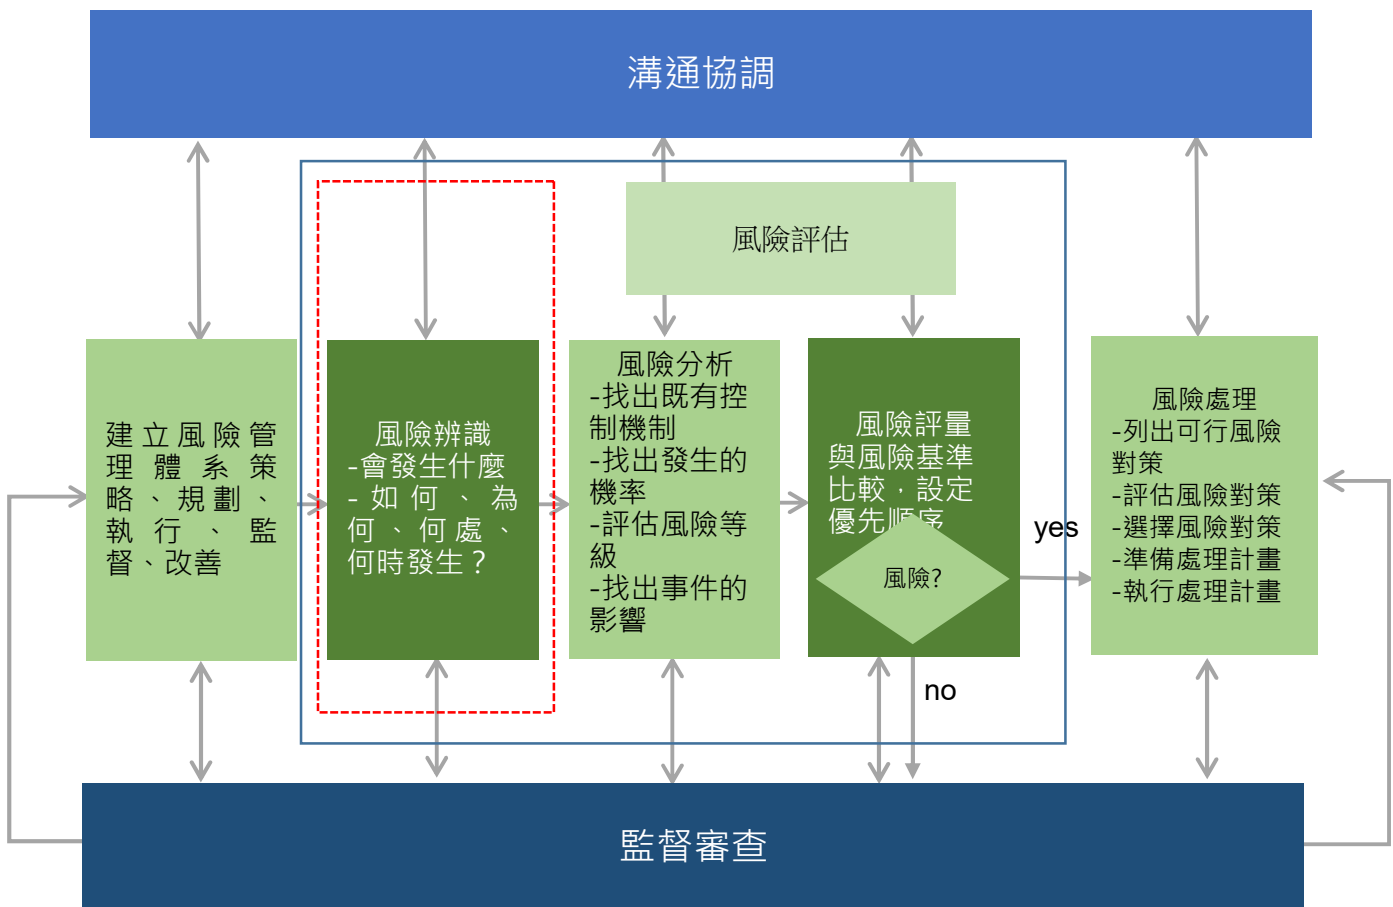 溝通協調
風險評估
建立風險管
理體系策
略、規劃、
執行、監
督、改善
風險辨識
-會發生什麼
-如何、為
何、何處、
何時發生？
風險分析
-找出既有控
制機制
-找出發生的
機率
-評估風險等
級
-找出事件的
影響
風險評量
與風險基準
比較，設定
優先順序
風險?
yes
no
風險處理
-列出可行風險
對策
-評估風險對策
-選擇風險對策
-準備處理計畫
-執行處理計畫
監督審查